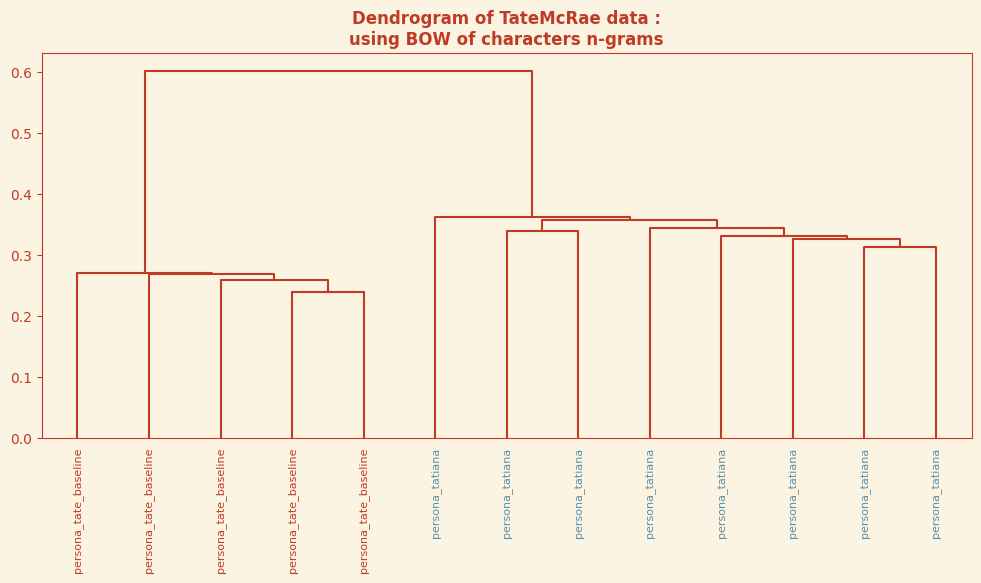 Dendrogram of TateMcRae data :
using BOW of characters n-grams
0.6
0.5
0.4
0.3
0.2
0.1
0.0
persona_tate_baseline
persona_tate_baseline
persona_tate_baseline
persona_tate_baseline
persona_tate_baseline
persona_tatiana
persona_tatiana
persona_tatiana
persona_tatiana
persona_tatiana
persona_tatiana
persona_tatiana
persona_tatiana